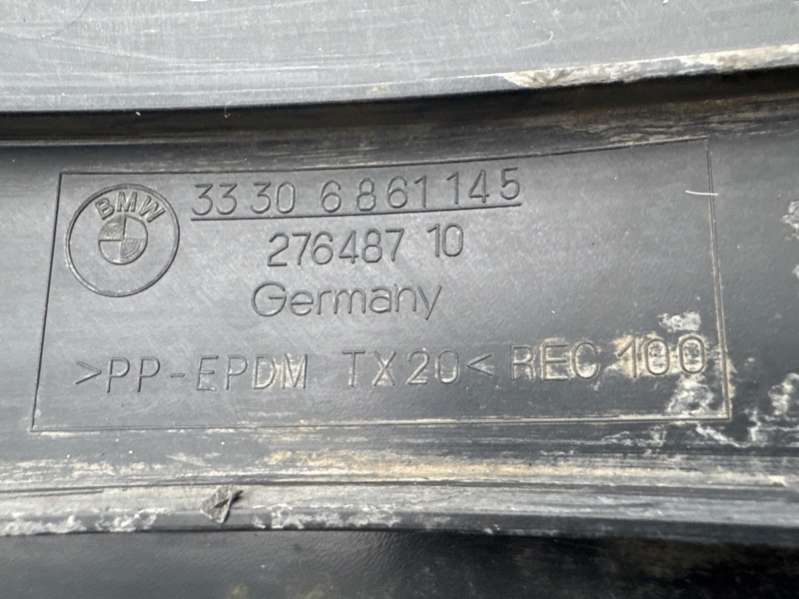 BMW
33 30 6 861 145
276487 10
Germany
>PP-EPDM TX20< REC 100